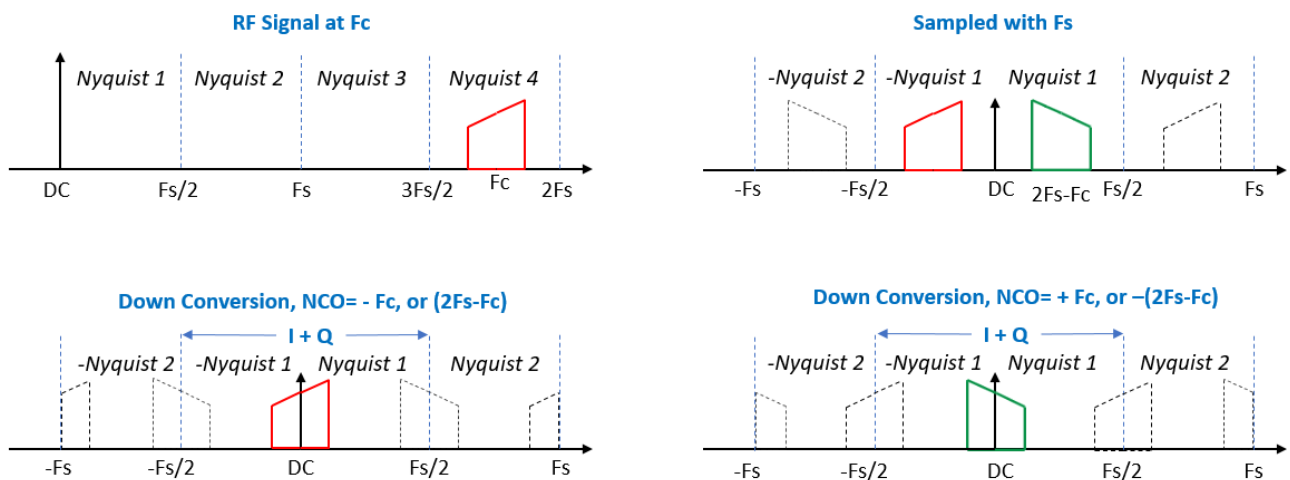 RF Signal at Fc
Nyquist 1 Nyquist 2 Nyquist 3 Nyquist 4
DC Fs/2 Fs 3Fs/2 Fc 2Fs
Sampled with Fs
-Nyquist 2 -Nyquist 1 Nyquist 1 Nyquist 2
-Fs -Fs/2 DC 2Fs-Fc Fs/2 Fs
Down Conversion, NCO= - Fc, or (2Fs-Fc)
I + Q
-Nyquist 2 -Nyquist 1 Nyquist 1 Nyquist 2
-Fs -Fs/2 DC Fs/2 Fs
Down Conversion, NCO= + Fc, or –(2Fs-Fc)
I + Q
-Nyquist 2 -Nyquist 1 Nyquist 1 Nyquist 2
-Fs -Fs/2 DC Fs/2 Fs